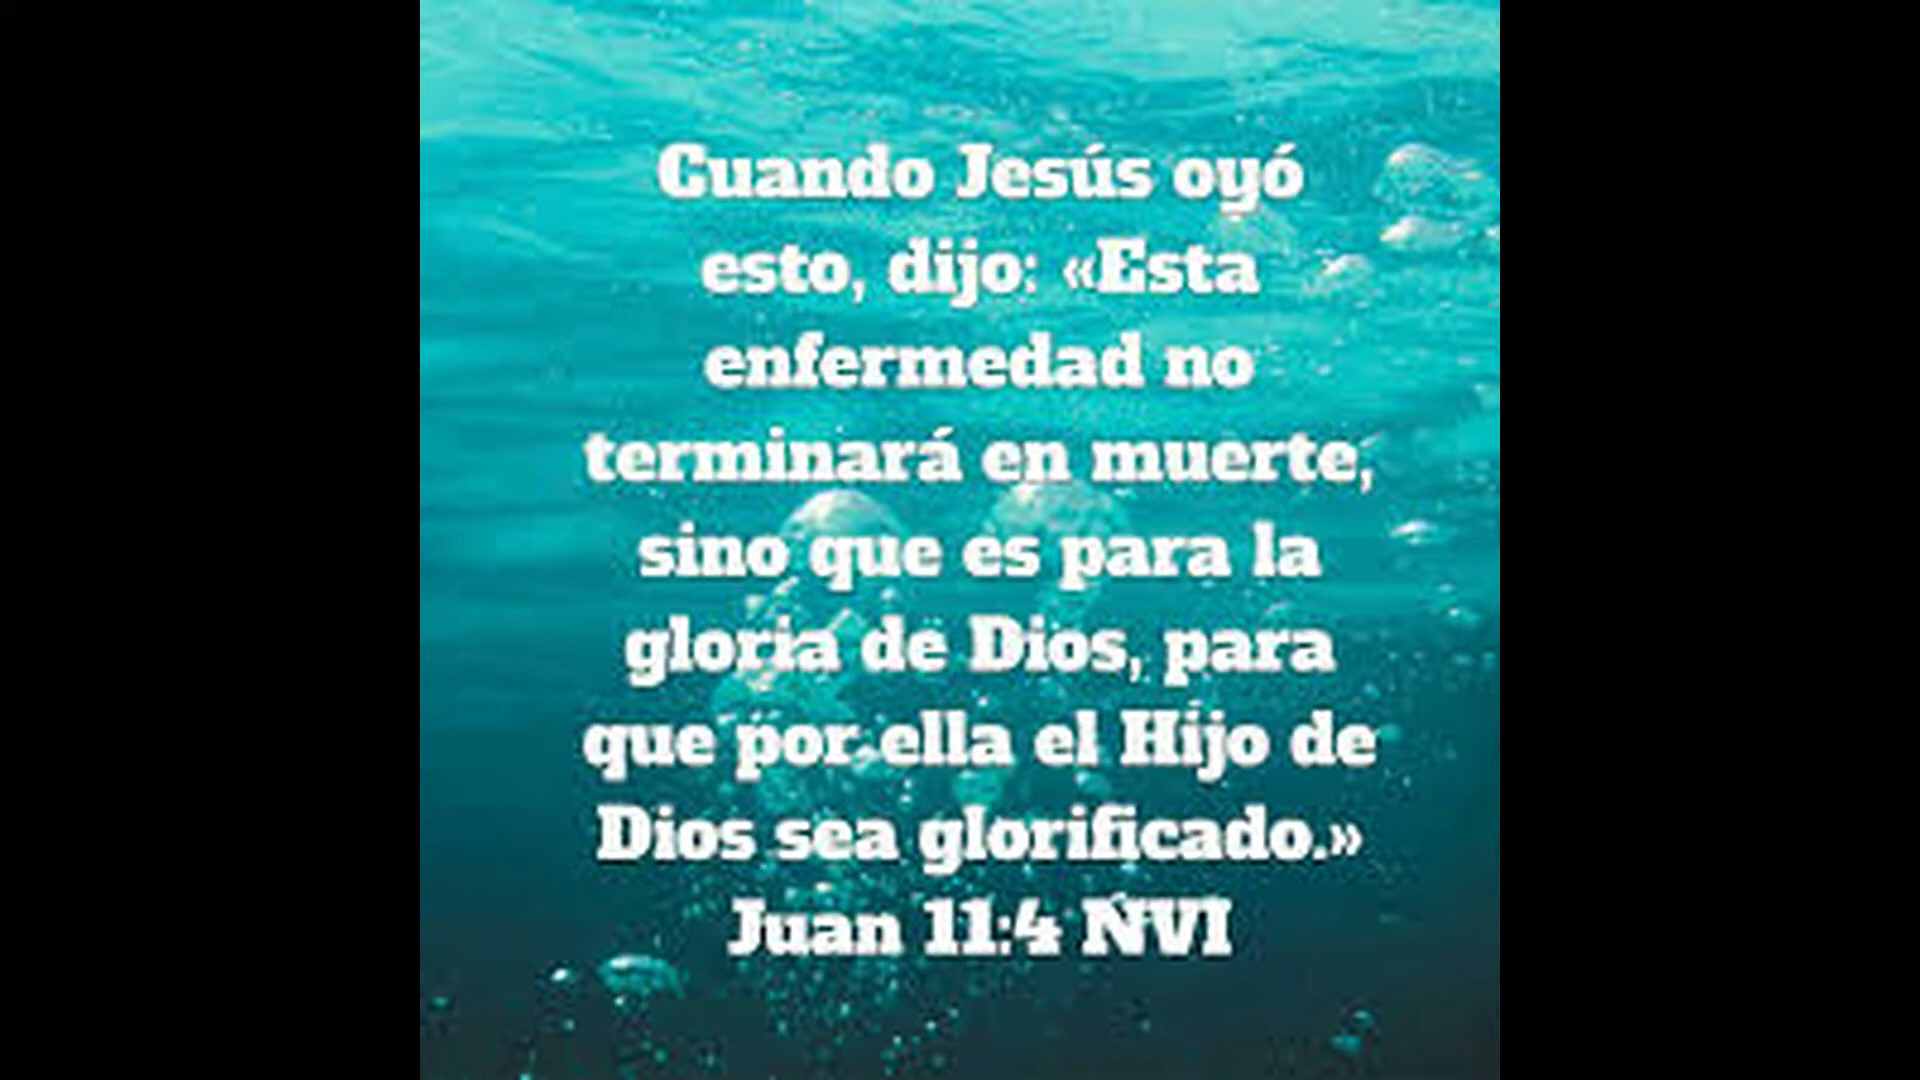 Cuando Jesús oyó
esto, dijo: «Esta
enfermedad no
terminará en muerte,
sino que es para la
gloria de Dios, para
que por ella el Hijo de
Dios sea glorificado.»
Juan 11:4 NVI